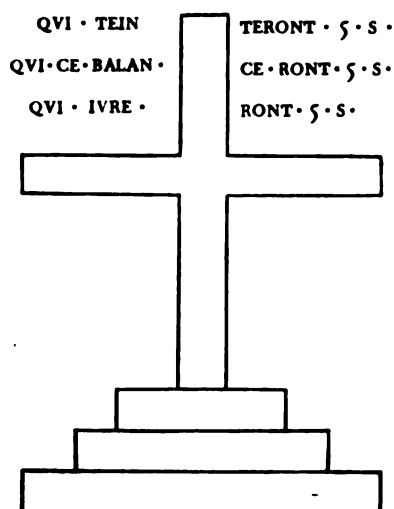 QVI · TEIN TERONT · 5 · S ·
QVI · CE · BALAN · CE · RONT · 5 · S ·
QVI · IVRE · RONT · 5 · S ·